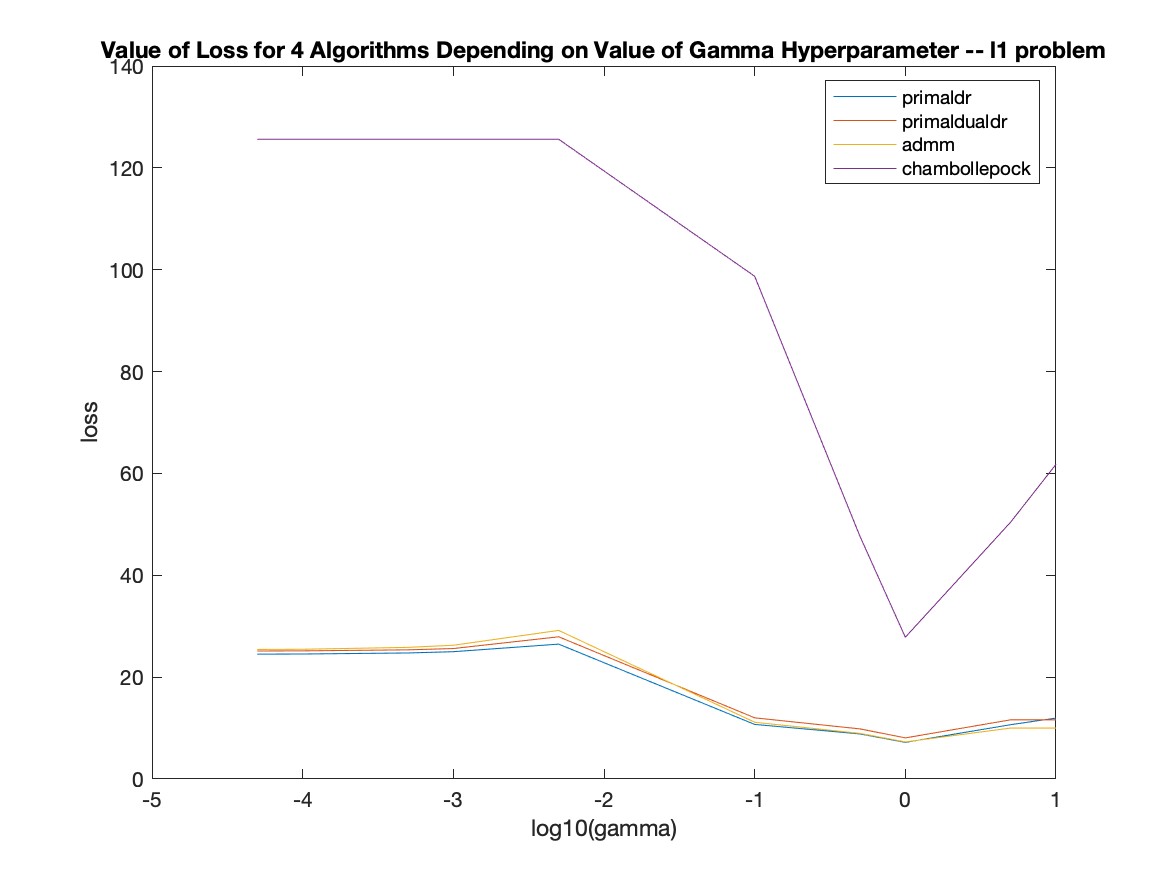 Value of Loss for 4 Algorithms Depending on Value of Gamma Hyperparameter -- l1 problem
140
120
100
80
60
40
20
0
loss
primaldr
primaldualdr
admm
chambollepock
-5 -4 -3 -2 -1 0 1
log10(gamma)